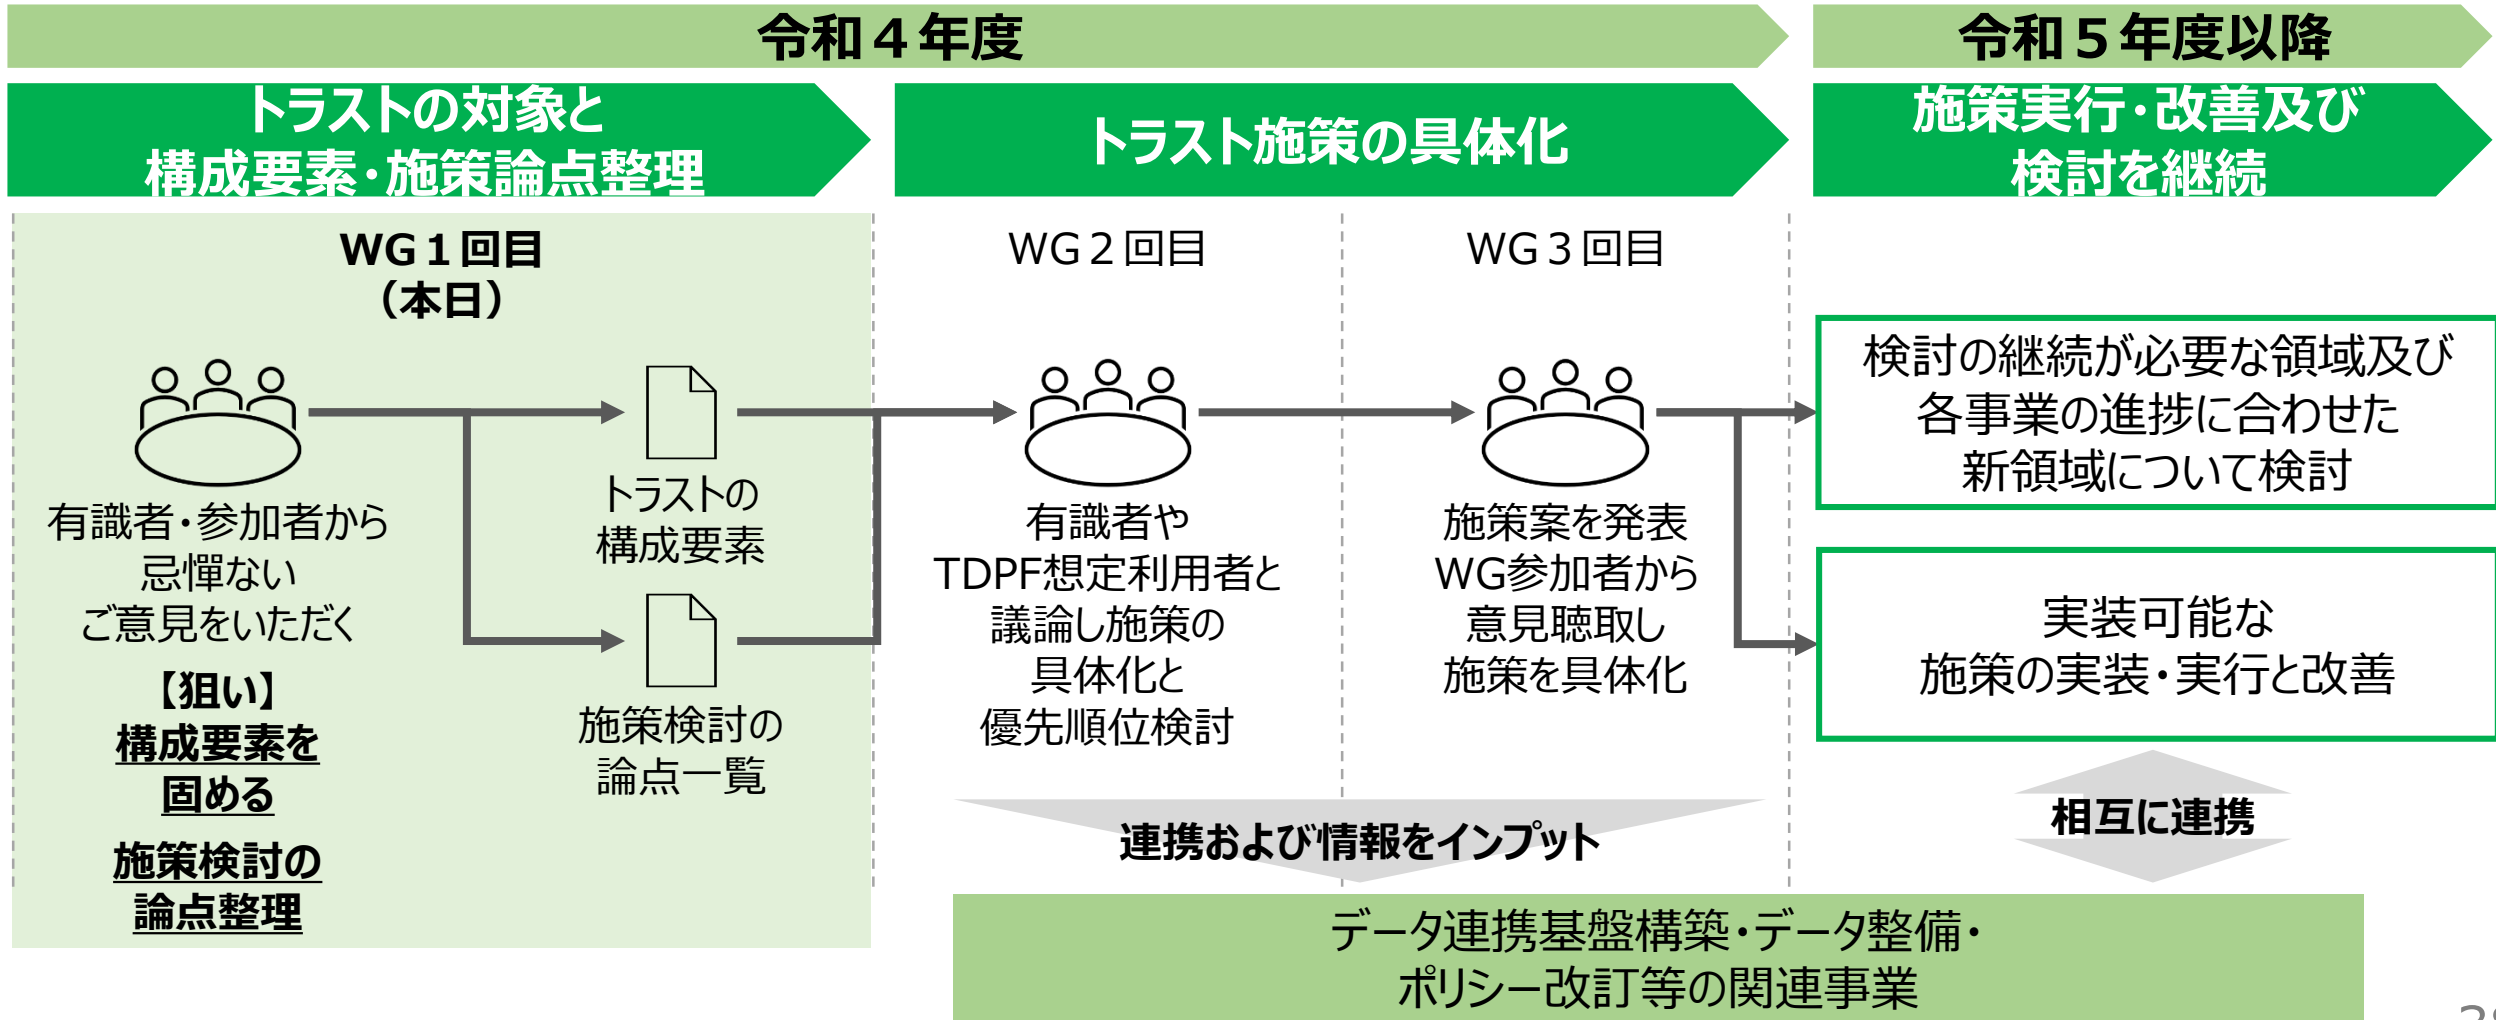 令和４年度
令和５年度以降
トラストの対象と
構成要素・施策論点整理
トラスト施策の具体化
施策実行・改善及び
検討を継続
WG１回目
（本日）
有識者・参加者から
忌憚ない
ご意見をいただく
【狙い】
構成要素を
固める
施策検討の
論点整理
トラストの
構成要素
施策検討の
論点一覧
WG２回目
有識者や
TDPF想定利用者と
議論し施策の
具体化と
優先順位検討
WG３回目
施策案を発表
WG参加者から
意見聴取し
施策を具体化
検討の継続が必要な領域及び
各事業の進捗に合わせた
新領域について検討
実装可能な
施策の実装・実行と改善
連携および情報をインプット
相互に連携
データ連携基盤構築・データ整備・
ポリシー改訂等の関連事業